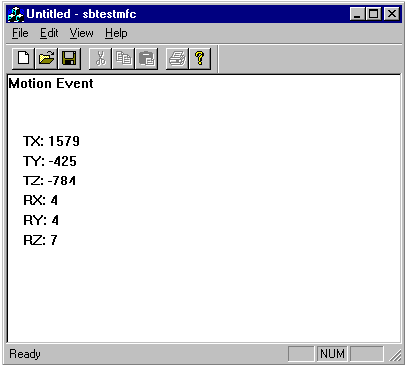 Untitled - sbtestmfc
File Edit View Help
Motion Event
TX: 1579
TY: -425
TZ: -784
RX: 4
RY: 4
RZ: 7
Ready NUM